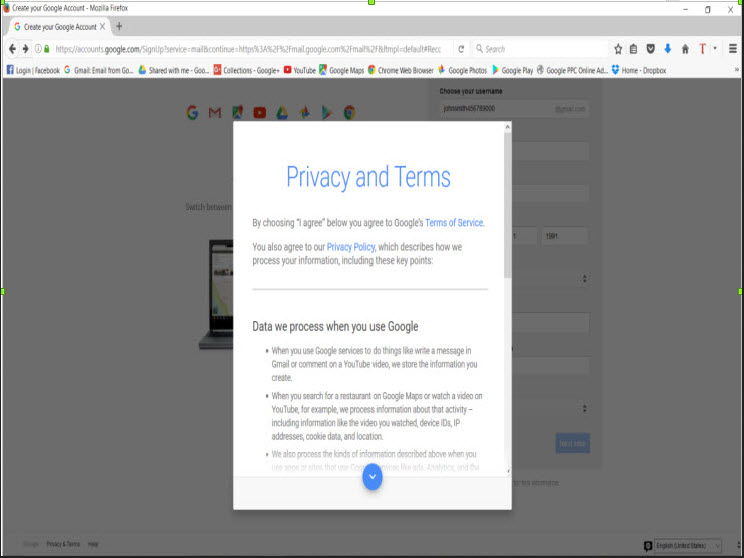 Create your Google Account - Mozilla Firefox
Create your Google Account
https://accounts.google.com/SignUp?service=mail&continue=https%3A%2F%2Fmail.google.com%2Fmail%2F&ltmpl=default#Recc
Search
Login | Facebook Gmail: Email from Go... Shared with me - Goo... Collections - Google+ YouTube Google Maps Chrome Web Browser Google Photos Google Play Google PPC Online Ad... Home - Dropbox
Choose your username
@gmail.com
1 1991
Switch between
Privacy and Terms
By choosing "I agree" below you agree to Google's Terms of Service.
You also agree to our Privacy Policy, which describes how we
process your information, including these key points:
Data we process when you use Google
• When you use Google services to do things like write a message in
Gmail or comment on a YouTube video, we store the information you
create.
• When you search for a restaurant on Google Maps or watch a video on
YouTube, for example, we process information about that activity –
including information like the video you watched, device IDs, IP
addresses, cookie data, and location.
• We also process the kinds of information described above when you
use apps or sites that use Google services like ads, Analytics, and the
Next step
for this information.
Google Privacy & Terms Help
English (United States)